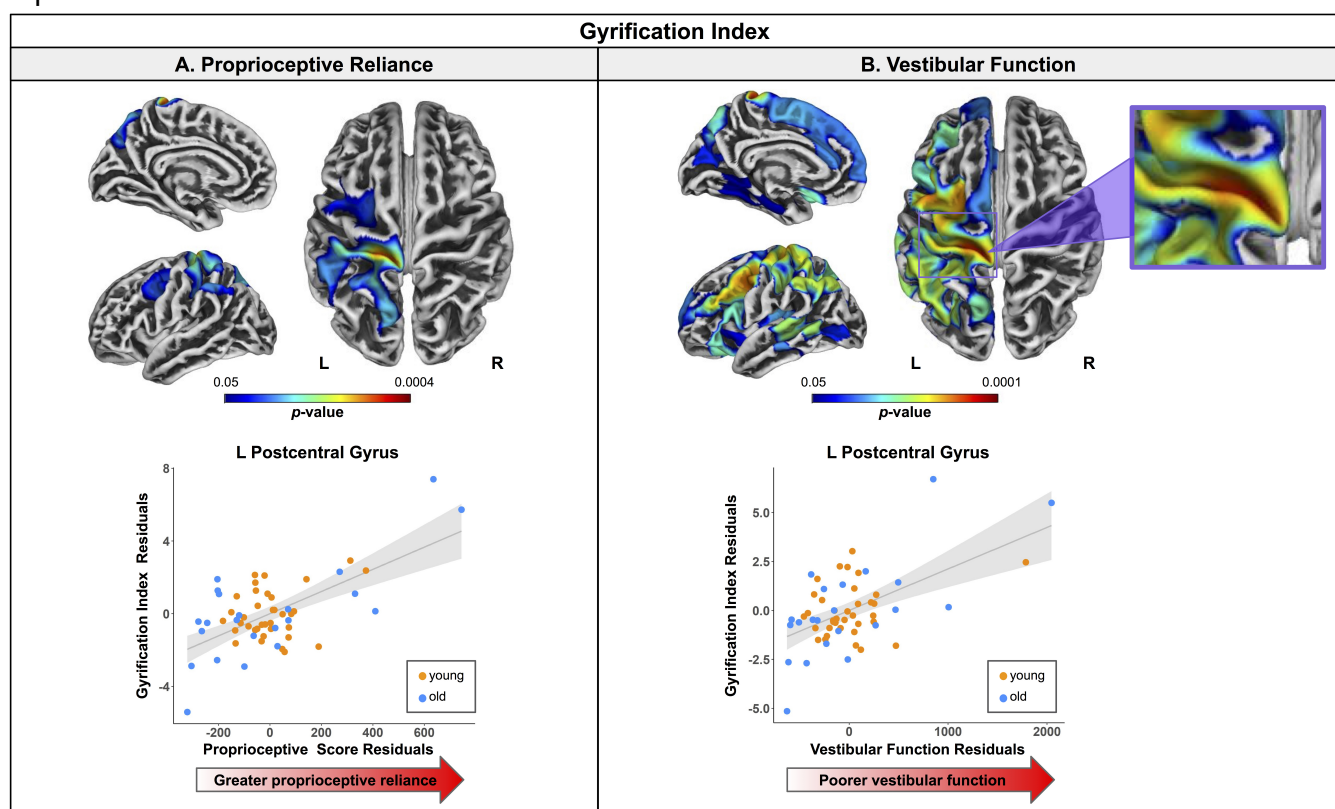 Gyrification Index
A. Proprioceptive Reliance
B. Vestibular Function
L
R
0.05
0.0004
p-value
L Postcentral Gyrus
Gyrification Index Residuals
8
4
0
-4
-200
0
200
400
600
young
old
Proprioceptive Score Residuals
Greater proprioceptive reliance
L
R
0.05
0.0001
p-value
L Postcentral Gyrus
Gyrification Index Residuals
5.0
2.5
0.0
-2.5
-5.0
0
1000
2000
young
old
Vestibular Function Residuals
Poorer vestibular function